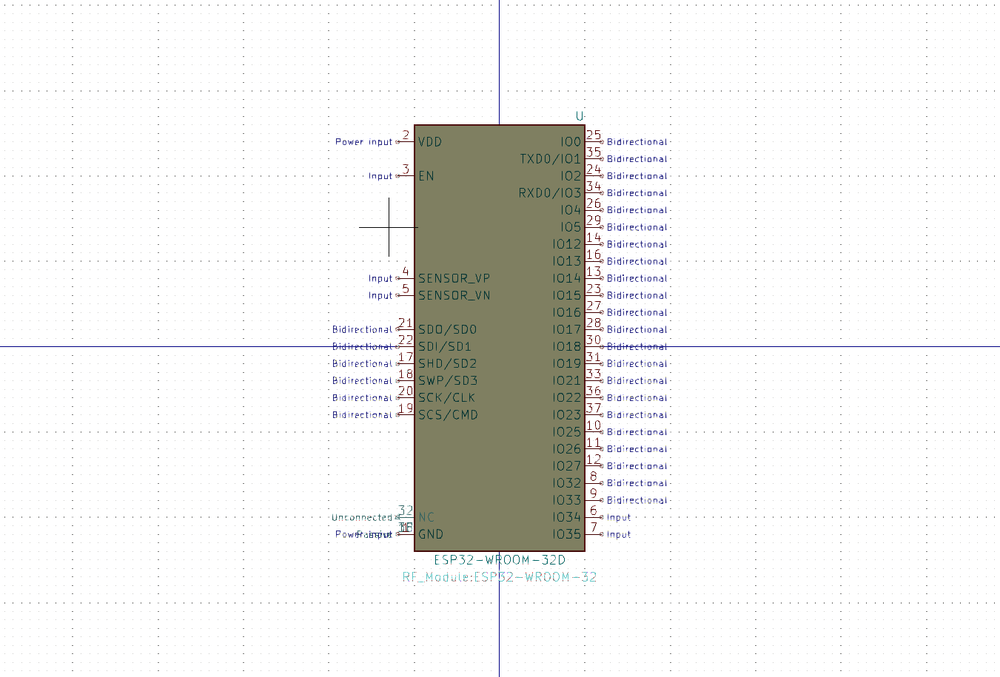 U
Power input 2 VDD IO0 25 Bidirectional
TXD0/IO1 35 Bidirectional
Input 3 EN IO2 24 Bidirectional
RXD0/IO3 34 Bidirectional
IO4 26 Bidirectional
IO5 29 Bidirectional
IO12 14 Bidirectional
IO13 16 Bidirectional
Input 4 SENSOR_VP IO14 13 Bidirectional
Input 5 SENSOR_VN IO15 23 Bidirectional
IO16 27 Bidirectional
Bidirectional 21 SDO/SD0 IO17 28 Bidirectional
Bidirectional 22 SDI/SD1 IO18 30 Bidirectional
Bidirectional 17 SHD/SD2 IO19 31 Bidirectional
Bidirectional 18 SWP/SD3 IO21 33 Bidirectional
Bidirectional 20 SCK/CLK IO22 36 Bidirectional
Bidirectional 19 SCS/CMD IO23 37 Bidirectional
IO25 10 Bidirectional
IO26 11 Bidirectional
IO27 12 Bidirectional
IO32 8 Bidirectional
IO33 9 Bidirectional
Unconnected 32 NC IO34 6 Input
GND IO35 7 Input
ESP32-WROOM-32D
RF_Module:ESP32-WROOM-32